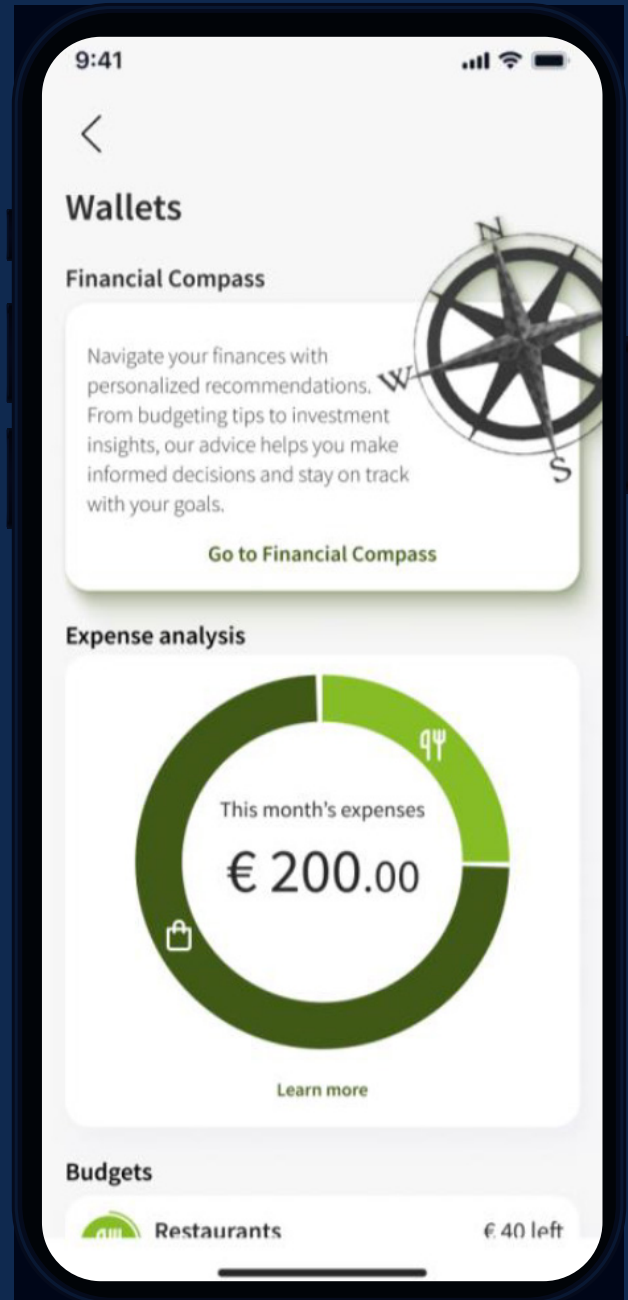 9:41
Wallets
Financial Compass
N
W
S
Navigate your finances with
personalized recommendations.
From budgeting tips to investment
insights, our advice helps you make
informed decisions and stay on track
with your goals.
Go to Financial Compass
Expense analysis
This month's expenses
€ 200.00
Learn more
Budgets
Restaurants € 40 left